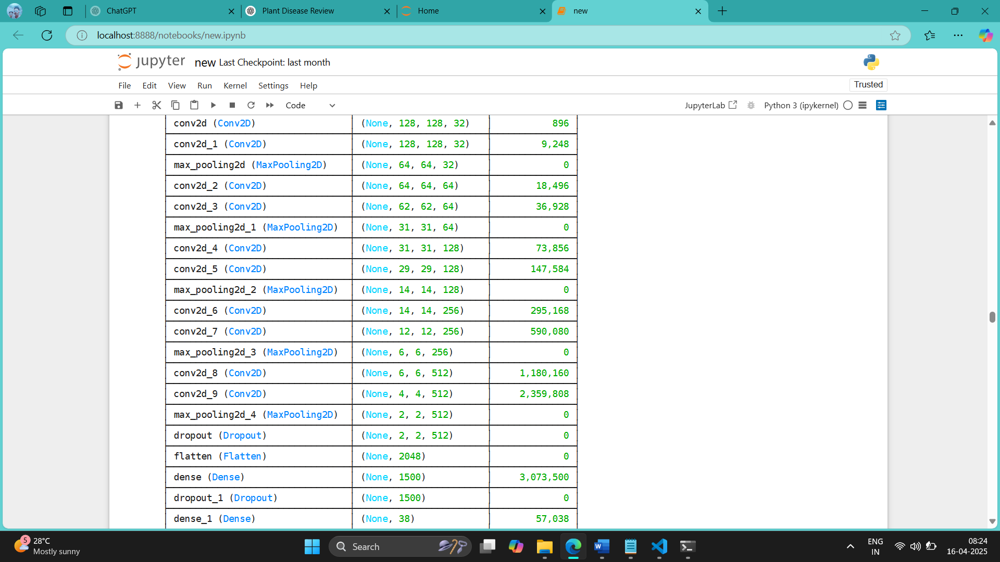 ChatGPT
Plant Disease Review
Home
new
localhost:8888/notebooks/new.ipynb
jupyter new Last Checkpoint: last month
File Edit View Run Kernel Settings Help
Trusted
Code
JupyterLab
Python 3 (ipykernel)
conv2d (Conv2D) (None, 128, 128, 32) 896
conv2d_1 (Conv2D) (None, 128, 128, 32) 9,248
max_pooling2d (MaxPooling2D) (None, 64, 64, 32) 0
conv2d_2 (Conv2D) (None, 64, 64, 64) 18,496
conv2d_3 (Conv2D) (None, 62, 62, 64) 36,928
max_pooling2d_1 (MaxPooling2D) (None, 31, 31, 64) 0
conv2d_4 (Conv2D) (None, 31, 31, 128) 73,856
conv2d_5 (Conv2D) (None, 29, 29, 128) 147,584
max_pooling2d_2 (MaxPooling2D) (None, 14, 14, 128) 0
conv2d_6 (Conv2D) (None, 14, 14, 256) 295,168
conv2d_7 (Conv2D) (None, 12, 12, 256) 590,080
max_pooling2d_3 (MaxPooling2D) (None, 6, 6, 256) 0
conv2d_8 (Conv2D) (None, 6, 6, 512) 1,180,160
conv2d_9 (Conv2D) (None, 4, 4, 512) 2,359,808
max_pooling2d_4 (MaxPooling2D) (None, 2, 2, 512) 0
dropout (Dropout) (None, 2, 2, 512) 0
flatten (Flatten) (None, 2048) 0
dense (Dense) (None, 1500) 3,073,500
dropout_1 (Dropout) (None, 1500) 0
dense_1 (Dense) (None, 38) 57,038
5
28°C
Mostly sunny
Search
W
ENG
IN
08:24
16-04-2025